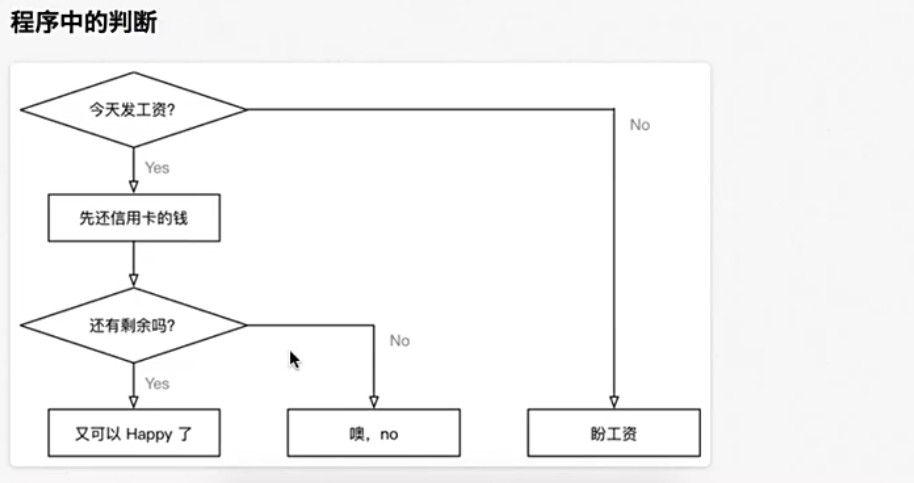 程序中的判断
今天发工资?
No
Yes
先还信用卡的钱
还有剩余吗?
No
Yes
又可以 Happy 了
噢，no
盼工资